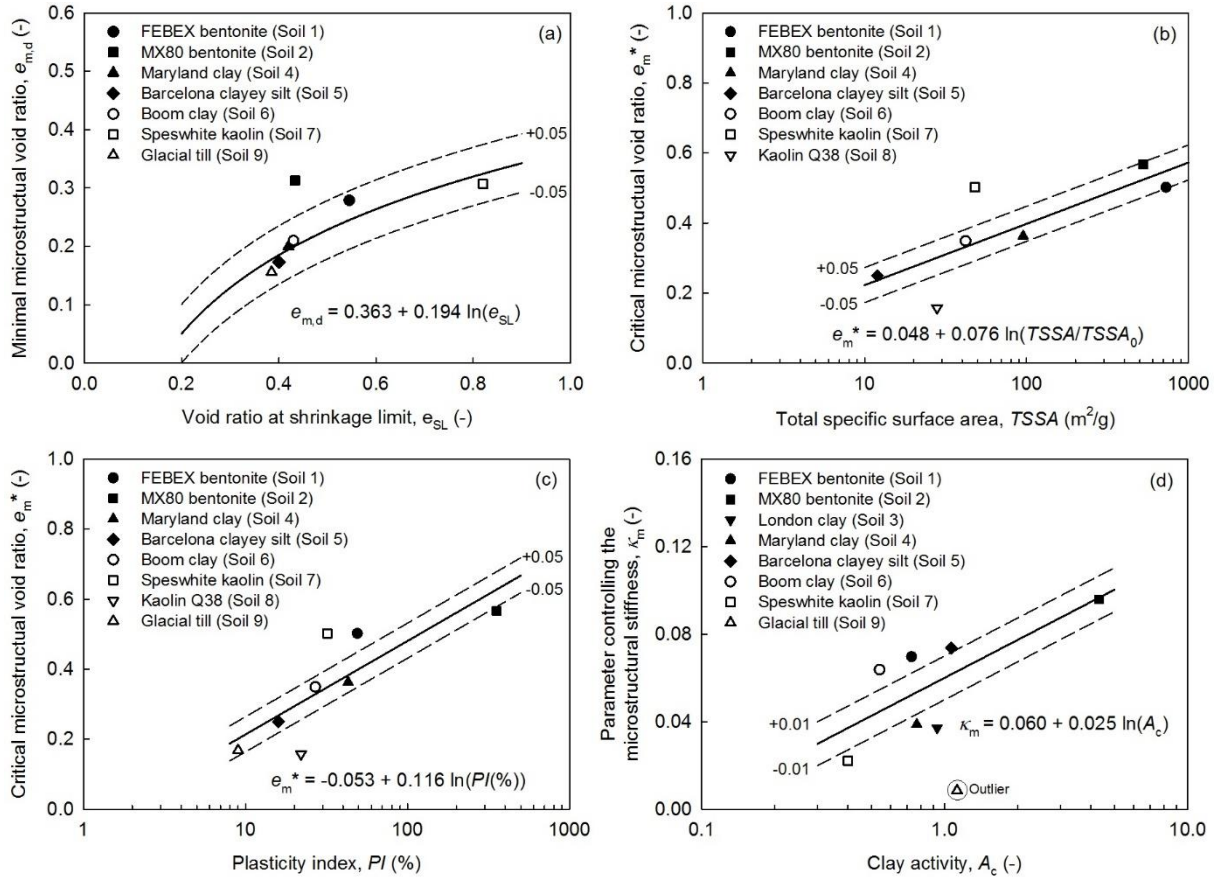 (a)
FEBEX bentonite (Soil 1)
MX80 bentonite (Soil 2)
Maryland clay (Soil 4)
Barcelona clayey silt (Soil 5)
Boom clay (Soil 6)
Speswhite kaolin (Soil 7)
Glacial till (Soil 9)
+0.05
-0.05
e_m,d = 0.363 + 0.194 ln(e_SL)
Minimal microstructual void ratio, e_m,d (-)
0.6
0.5
0.4
0.3
0.2
0.1
0.0
0.0 0.2 0.4 0.6 0.8 1.0
Void ratio at shrinkage limit, e_SL (-)
(b)
FEBEX bentonite (Soil 1)
MX80 bentonite (Soil 2)
Maryland clay (Soil 4)
Barcelona clayey silt (Soil 5)
Boom clay (Soil 6)
Speswhite kaolin (Soil 7)
Kaolin Q38 (Soil 8)
+0.05
-0.05
e_m* = 0.048 + 0.076 ln(TSSA/TSSA_0)
Critical microstructual void ratio, e_m* (-)
1.0
0.8
0.6
0.4
0.2
0.0
1 10 100 1000
Total specific surface area, TSSA (m²/g)
(c)
FEBEX bentonite (Soil 1)
MX80 bentonite (Soil 2)
Maryland clay (Soil 4)
Barcelona clayey silt (Soil 5)
Boom clay (Soil 6)
Speswhite kaolin (Soil 7)
Kaolin Q38 (Soil 8)
Glacial till (Soil 9)
+0.05
-0.05
e_m* = -0.053 + 0.116 ln(PI(%))
Critical microstructual void ratio, e_m* (-)
1.0
0.8
0.6
0.4
0.2
0.0
1 10 100 1000
Plasticity index, PI (%)
(d)
FEBEX bentonite (Soil 1)
MX80 bentonite (Soil 2)
London clay (Soil 3)
Maryland clay (Soil 4)
Barcelona clayey silt (Soil 5)
Boom clay (Soil 6)
Speswhite kaolin (Soil 7)
Glacial till (Soil 9)
+0.01
-0.01
κ_m = 0.060 + 0.025 ln(A_c)
Outlier
Parameter controlling the
microstructural stiffness, κ_m (-)
0.16
0.12
0.08
0.04
0.00
0.1 1.0 10.0
Clay activity, A_c (-)